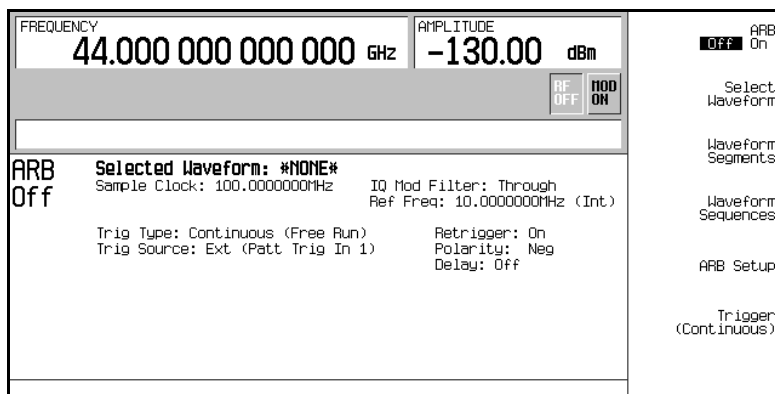 FREQUENCY
44.000 000 000 000 GHz
AMPLITUDE
-130.00 dBm
RF OFF
MOD ON
ARB Off
Selected Waveform: *NONE*
Sample Clock: 100.0000000MHz
IQ Mod Filter: Through
Ref Freq: 10.0000000MHz (Int)
Trig Type: Continuous (Free Run)
Trig Source: Ext (Patt Trig In 1)
Retrigger: On
Polarity: Neg
Delay: Off
ARB
Off On
Select
Waveform
Waveform
Segments
Waveform
Sequences
ARB Setup
Trigger
(Continuous)